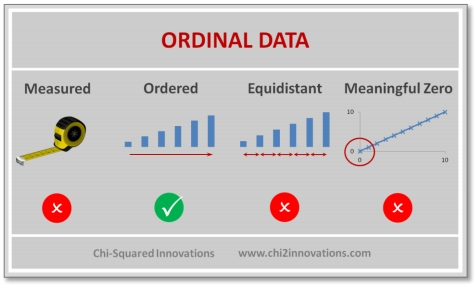 ORDINAL DATA
Measured
Ordered
Equidistant
Meaningful Zero
10
0
0
10
Chi-Squared Innovations www.chi2innovations.com